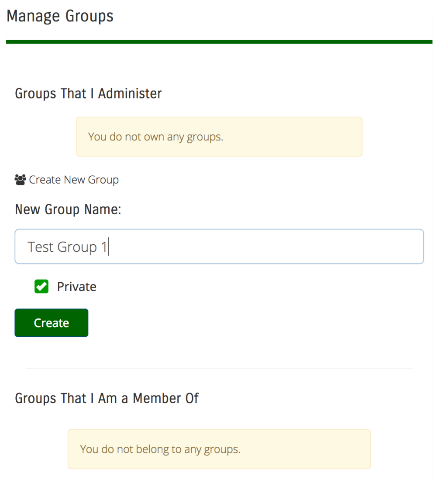 Manage Groups
Groups That I Administer
You do not own any groups.
Create New Group
New Group Name:
Test Group 1
Private
Create
Groups That I Am a Member Of
You do not belong to any groups.